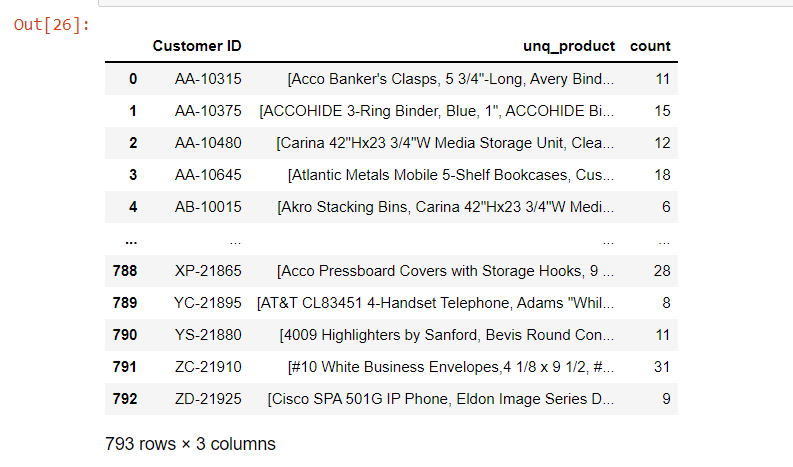 Out[26]:
Customer ID unq_product count
0 AA-10315 [Acco Banker's Clasps, 5 3/4"-Long, Avery Bind... 11
1 AA-10375 [ACCOHIDE 3-Ring Binder, Blue, 1", ACCOHIDE Bi... 15
2 AA-10480 [Carina 42"Hx23 3/4"W Media Storage Unit, Clea... 12
3 AA-10645 [Atlantic Metals Mobile 5-Shelf Bookcases, Cus... 18
4 AB-10015 [Akro Stacking Bins, Carina 42"Hx23 3/4"W Medi... 6
... ... ... ...
788 XP-21865 [Acco Pressboard Covers with Storage Hooks, 9 ... 28
789 YC-21895 [AT&T CL83451 4-Handset Telephone, Adams "Whil... 8
790 YS-21880 [4009 Highlighters by Sanford, Bevis Round Con... 11
791 ZC-21910 [#10 White Business Envelopes,4 1/8 x 9 1/2, #... 31
792 ZD-21925 [Cisco SPA 501G IP Phone, Eldon Image Series D... 9
793 rows × 3 columns